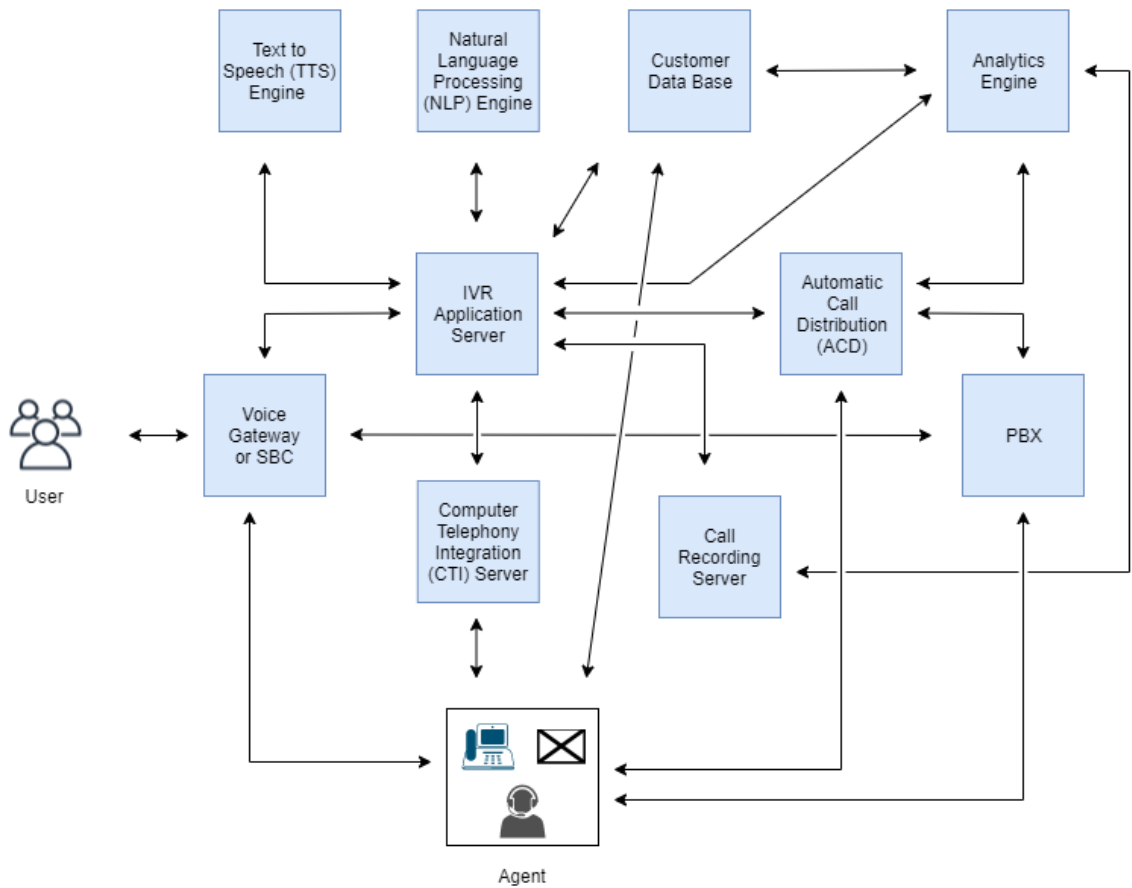 Text to
Speech (TTS)
Engine
Natural
Language
Processing
(NLP) Engine
Customer
Data Base
Analytics
Engine
IVR
Application
Server
Automatic
Call
Distribution
(ACD)
Voice
Gateway
or SBC
PBX
User
Computer
Telephony
Integration
(CTI) Server
Call
Recording
Server
Agent